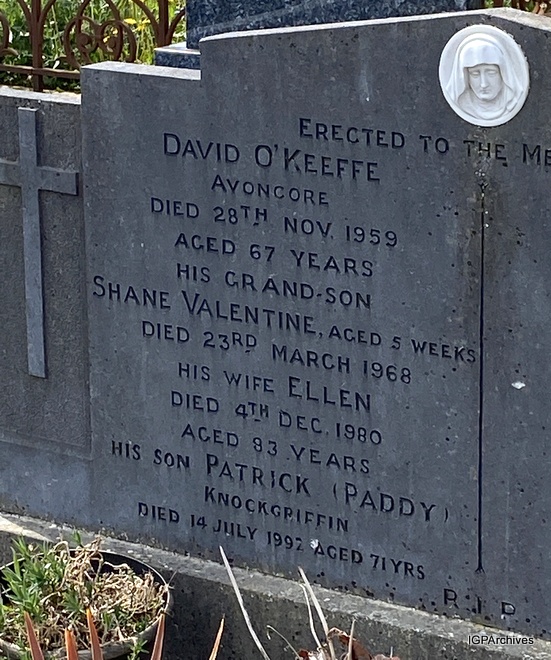 ERECTED TO THE ME
DAVID O'KEEFFE
AVONCORE
DIED 28TH NOV. 1959
AGED 67 YEARS
HIS GRAND-SON
SHANE VALENTINE, AGED 5 WEEKS
DIED 23RD MARCH 1968
HIS WIFE ELLEN
DIED 4TH DEC. 1980
AGED 83 YEARS
HIS SON PATRICK (PADDY)
KNOCKGRIFFIN
DIED 14 JULY 1992 AGED 71YRS
R.I.P.
IGPArchives